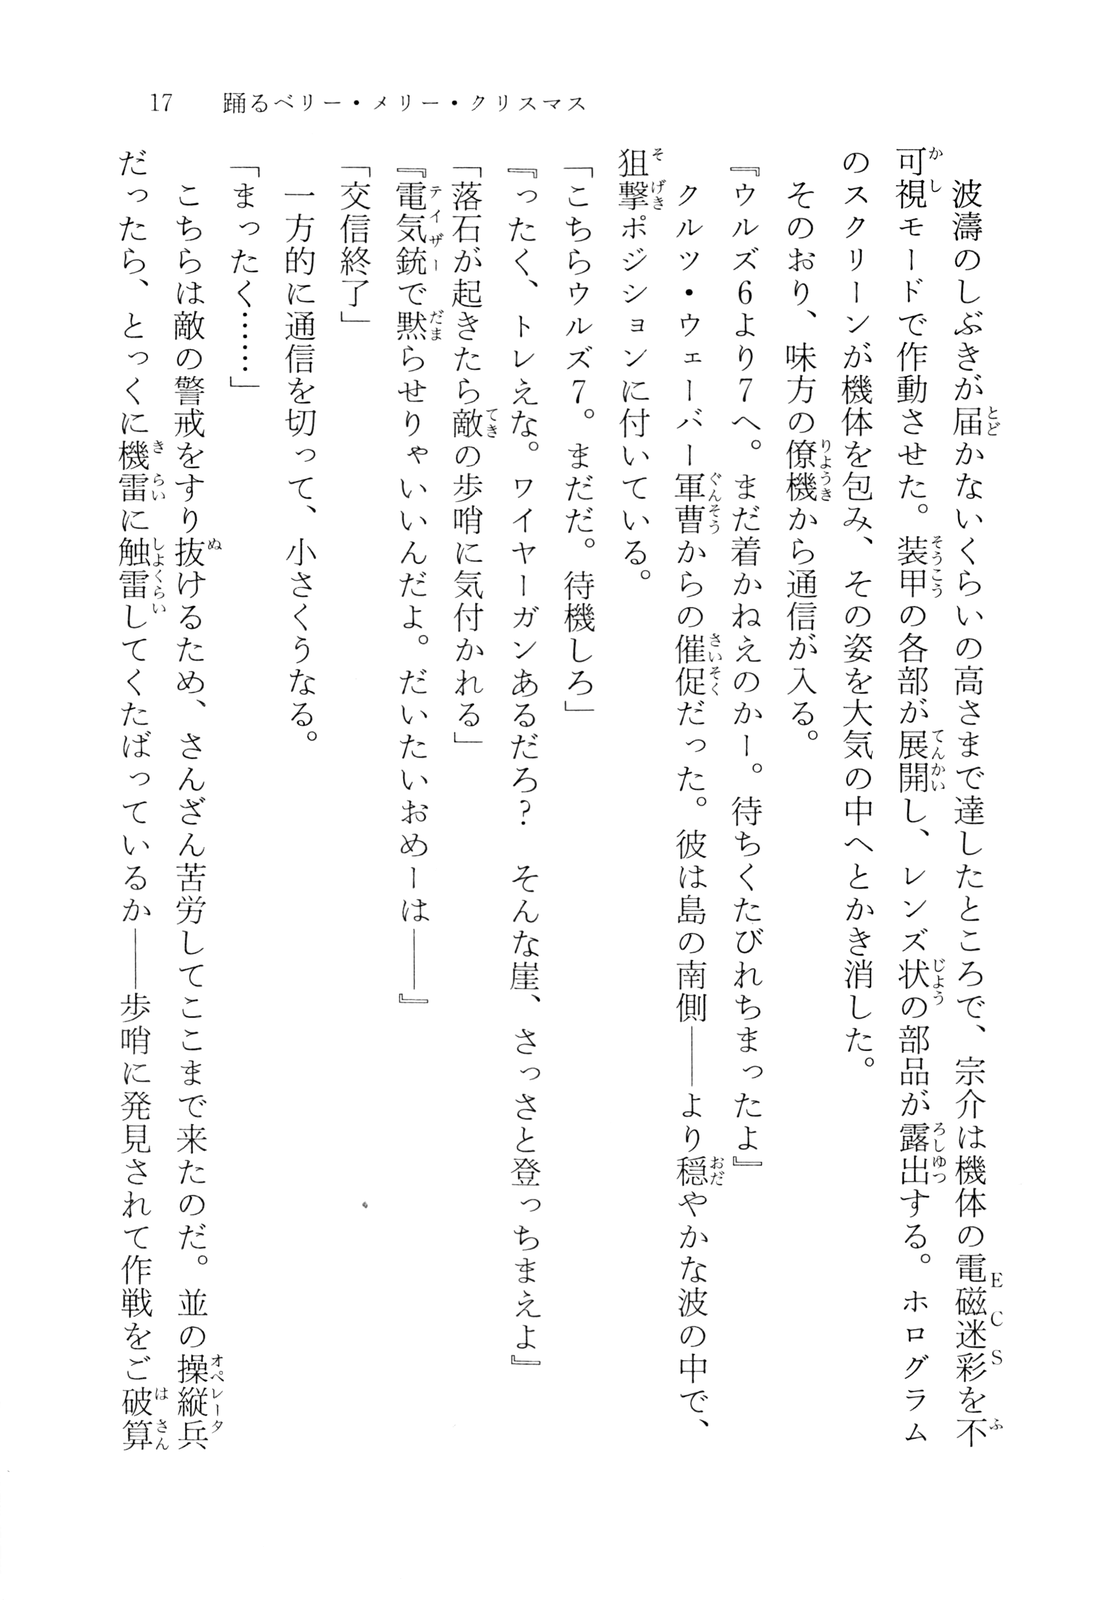 17　踊るベリー・メリー・クリスマス
　波濤のしぶきが届かないくらいの高さまで達したところで、宗介は機体の電磁迷彩を不
可視モードで作動させた。装甲の各部が展開し、レンズ状の部品が露出する。ホログラム
のスクリーンが機体を包み、その姿を大気の中へとかき消した。
　そのおり、味方の僚機から通信が入る。
『ウルズ6より7へ。まだ着かねえのかー。待ちくたびれちまったよ』
　クルツ・ウェーバー軍曹からの催促だった。彼は島の南側――より穏やかな波の中で、
狙撃ポジションに付いている。
「こちらウルズ7。まだだ。待機しろ」
『ったく、トレえな。ワイヤーガンあるだろ？　そんな崖、さっさと登っちまえよ』
「落石が起きたら敵の歩哨に気付かれる」
『電気銃で黙らせりゃいいんだよ。だいたいおめーは――』
「交信終了」
　一方的に通信を切って、小さくうなる。
「まったく……」
　こちらは敵の警戒をすり抜けるため、さんざん苦労してここまで来たのだ。並の操縦兵
だったら、とっくに機雷に触雷してくたばっているか――歩哨に発見されて作戦をご破算